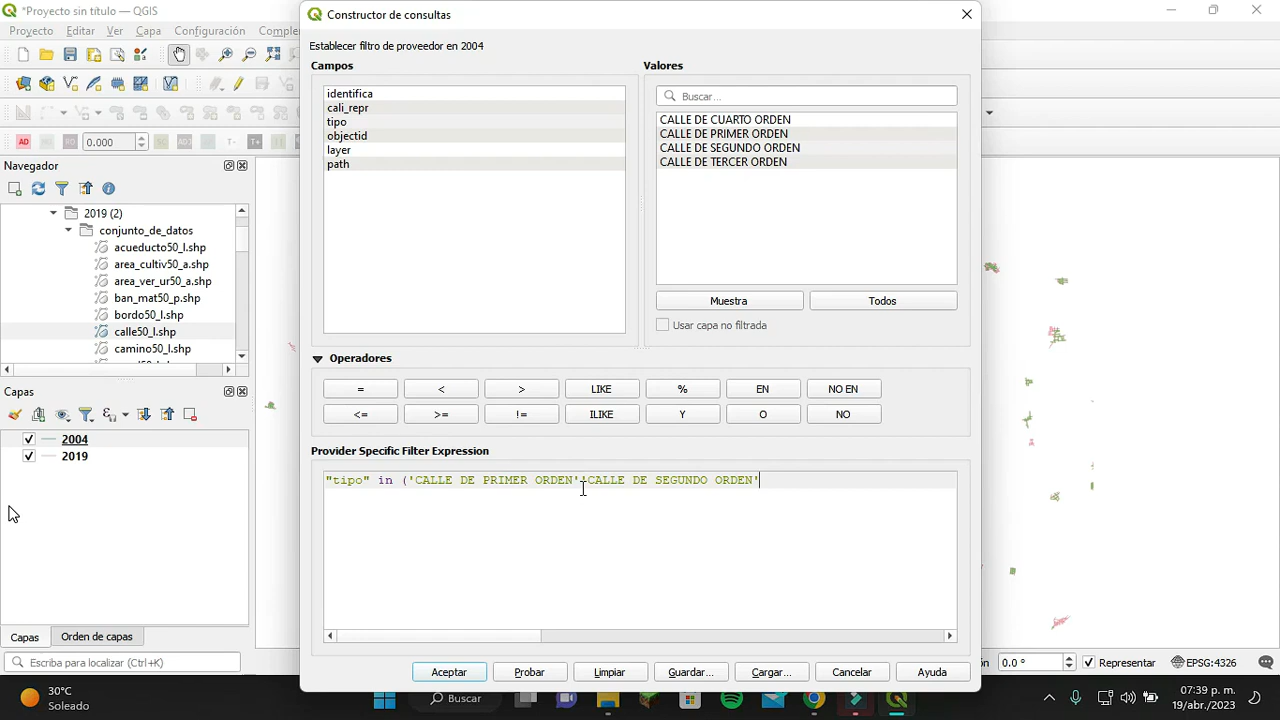 *Proyecto sin título — QGIS
Constructor de consultas
Proyecto Editar Ver Capa Configuración
Establecer filtro de proveedor en 2004
Campos
Valores
identifica
cali_repr
tipo
objectid
layer
path
Buscar...
CALLE DE CUARTO ORDEN
CALLE DE PRIMER ORDEN
CALLE DE SEGUNDO ORDEN
CALLE DE TERCER ORDEN
0.000
Navegador
2019 (2)
conjunto_de_datos
acueducto50_l.shp
area_cultiv50_a.shp
area_ver_ur50_a.shp
ban_mat50_p.shp
bordo50_l.shp
calle50_l.shp
camino50_l.shp
Muestra Todos
Usar capa no filtrada
Operadores
= < > LIKE % EN NO EN
<= >= != ILIKE Y O NO
Capas
2004
2019
Provider Specific Filter Expression
"tipo" in ('CALLE DE PRIMER ORDEN''CALLE DE SEGUNDO ORDEN'
Capas Orden de capas
Escriba para localizar (Ctrl+K)
Aceptar Probar Limpiar Guardar... Cargar... Cancelar Ayuda
0.0 ° Representar EPSG:4326
30°C
Soleado
Buscar
07:39 p. m.
19/abr./2023